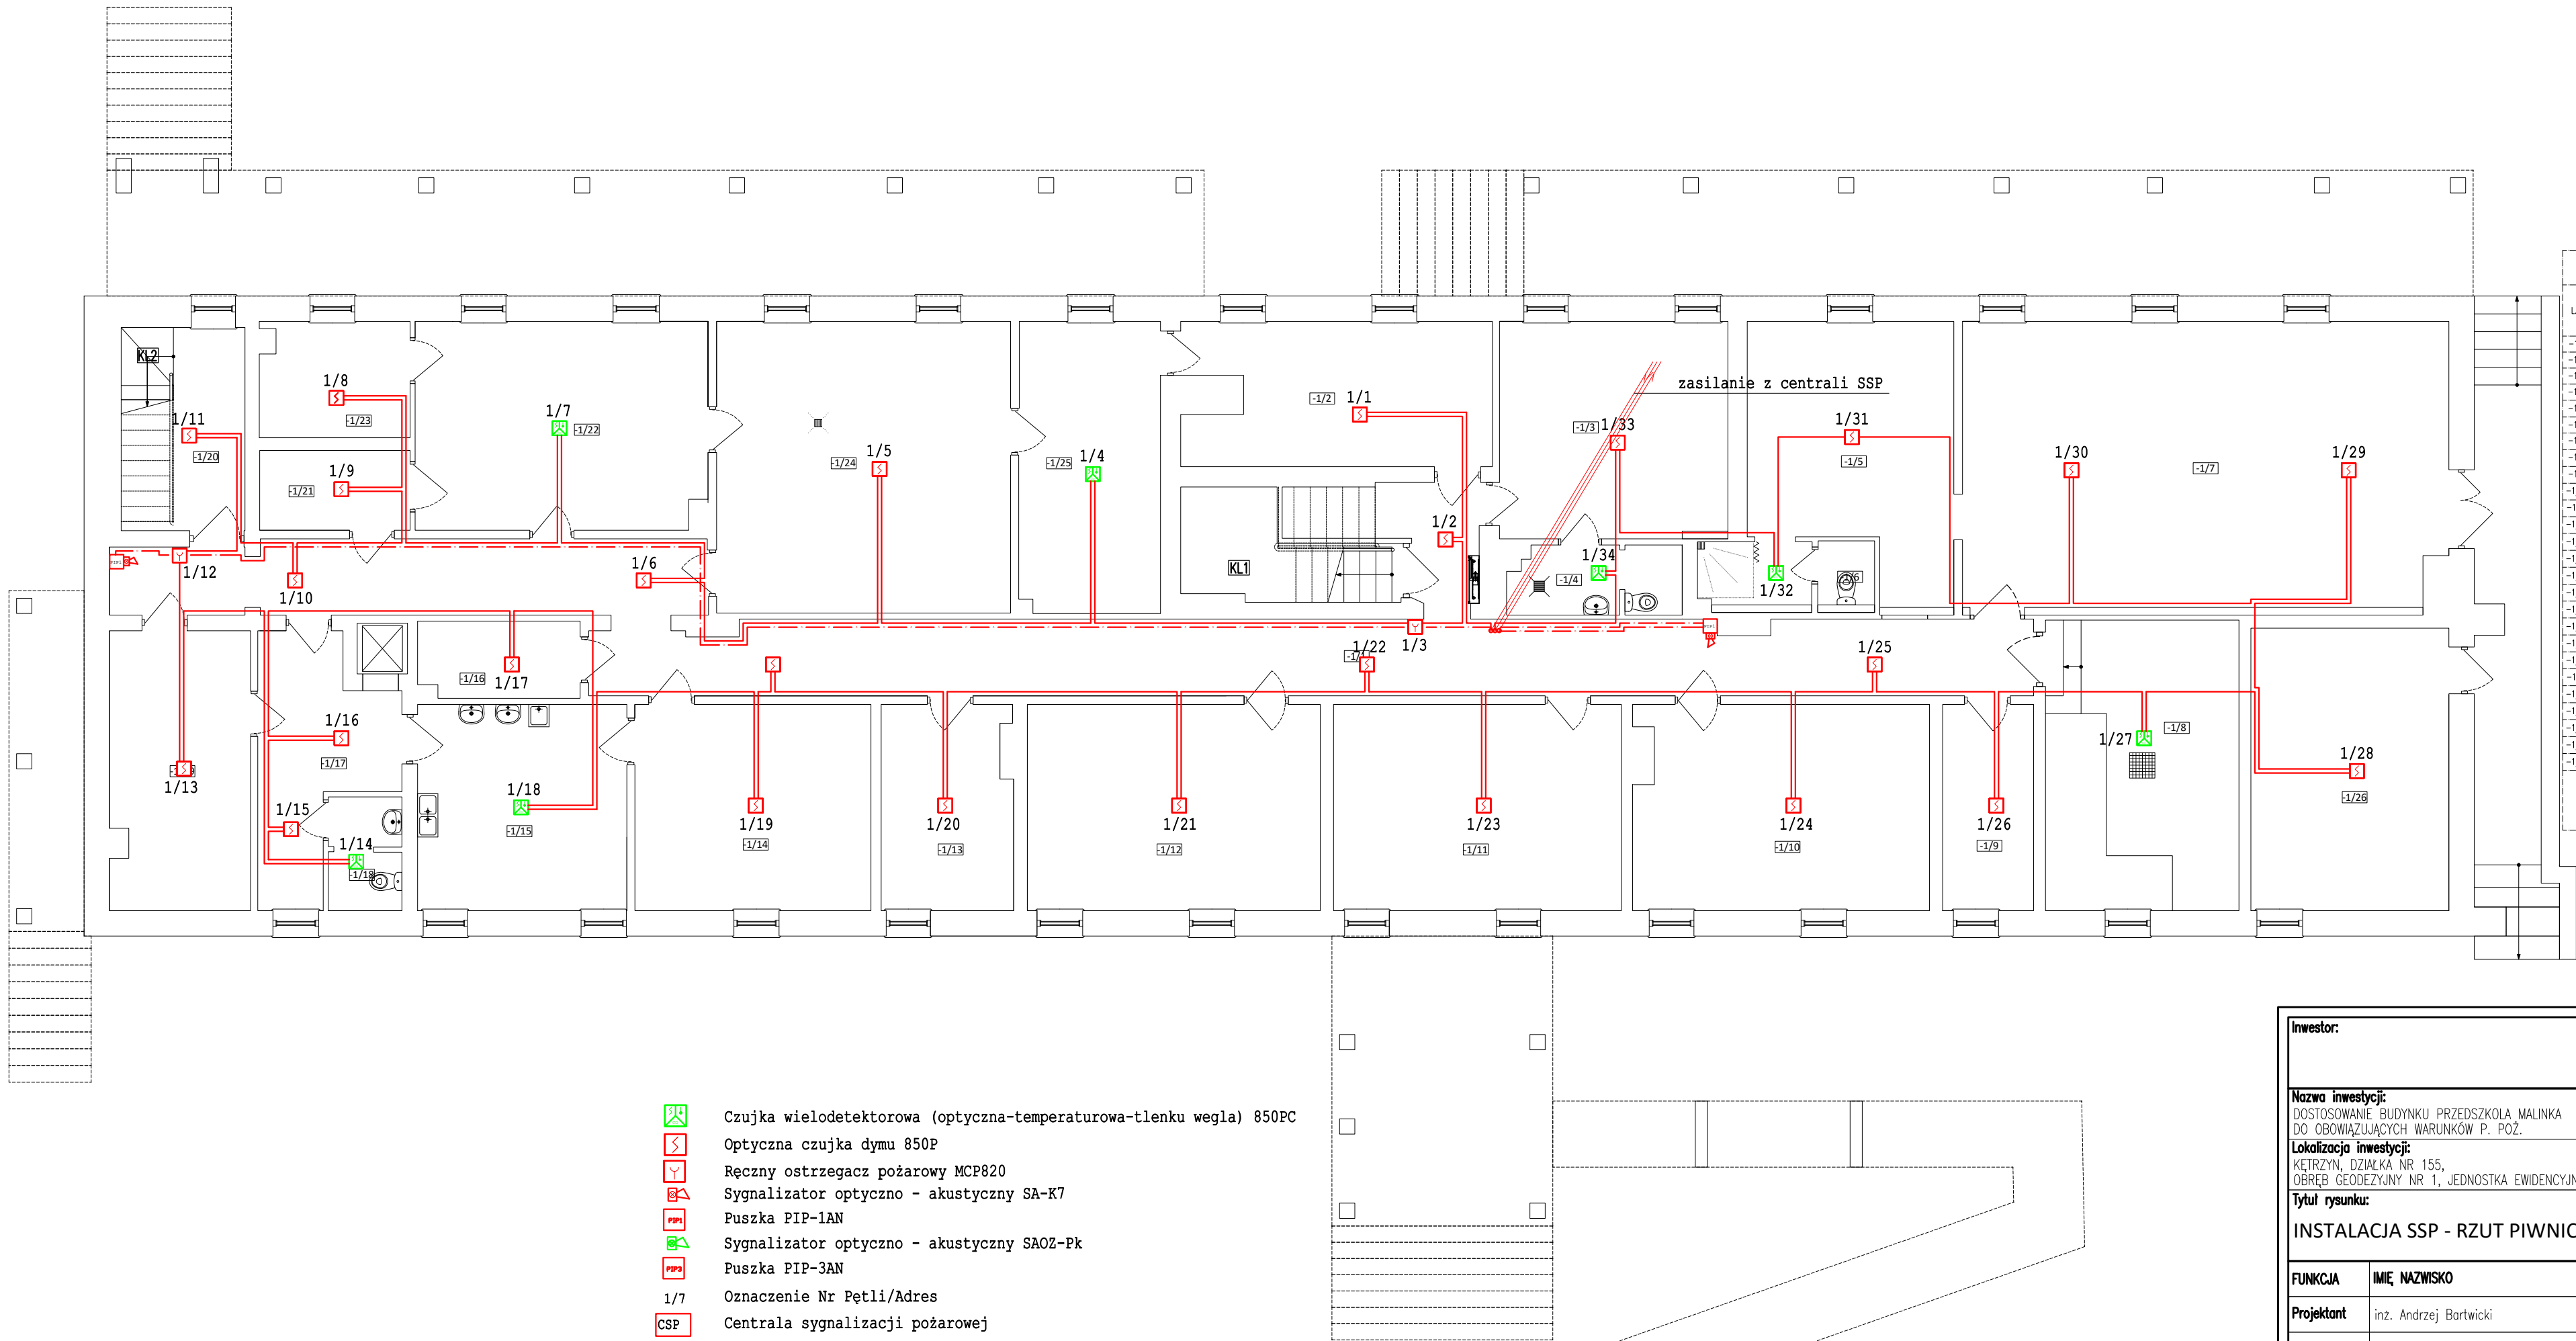 KL2
1/8
1/11
-1/23
-1/20
1/7
-1/22
1/9
-1/21
1/5
-1/24
1/4
-1/25
-1/2
1/1
zasilanie z centrali SSP
-1/3
1/33
1/31
-1/5
1/30
-1/7
1/29
1/2
KL1
1/34
-1/4
1/32
-1/6
1/12
1/10
1/6
PIP1
PIP1
1/3
1/22
1/25
-1/16
1/17
1/16
-1/17
1/13
1/15
1/14
-1/18
1/18
-1/15
1/19
-1/14
1/20
-1/13
1/21
-1/12
1/23
-1/11
1/24
-1/10
1/26
-1/9
1/27
-1/8
1/28
-1/26
Czujka wielodetektorowa (optyczna-temperaturowa-tlenku wegla) 850PC
Optyczna czujka dymu 850P
Ręczny ostrzegacz pożarowy MCP820
Sygnalizator optyczno - akustyczny SA-K7
PIP1 Puszka PIP-1AN
Sygnalizator optyczno - akustyczny SAOZ-Pk
PIP3 Puszka PIP-3AN
1/7 Oznaczenie Nr Pętli/Adres
CSP Centrala sygnalizacji pożarowej
Inwestor:
Nazwa inwestycji:
DOSTOSOWANIE BUDYNKU PRZEDSZKOLA MALINKA
DO OBOWIĄZUJĄCYCH WARUNKÓW P. POŻ.
Lokalizacja inwestycji:
KĘTRZYN, DZIAŁKA NR 155,
OBRĘB GEODEZYJNY NR 1, JEDNOSTKA EWIDENCYJN
Tytuł rysunku:
INSTALACJA SSP - RZUT PIWNIC
FUNKCJA IMIĘ NAZWISKO
Projektant inż. Andrzej Bartwicki